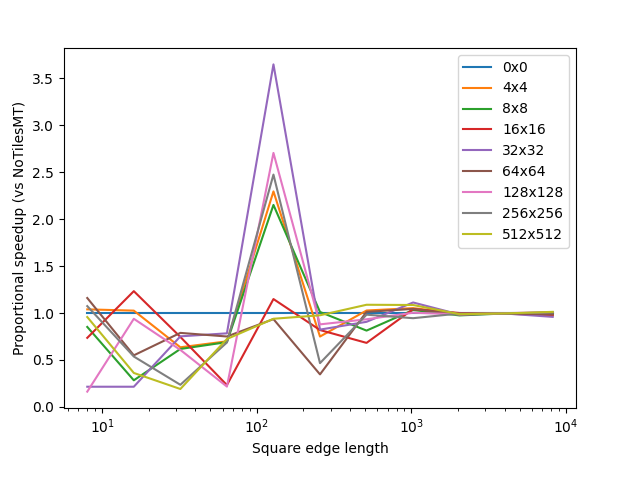 0x0
4x4
8x8
16x16
32x32
64x64
128x128
256x256
512x512
3.5
3.0
2.5
2.0
1.5
1.0
0.5
0.0
Proportional speedup (vs NoTilesMT)
10¹
10²
10³
10⁴
Square edge length